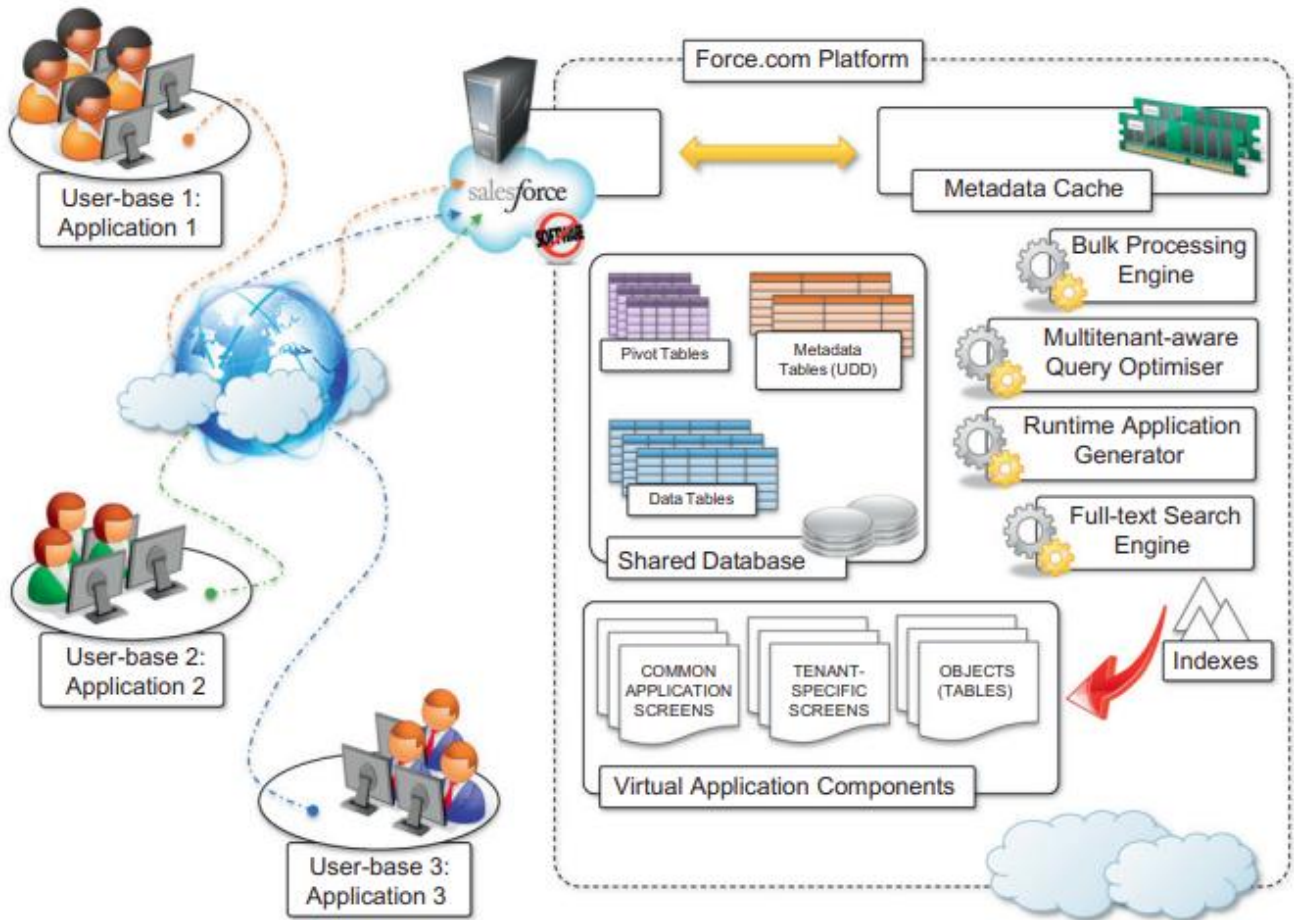 Force.com Platform
User-base 1:
Application 1
salesforce
SOFTWARE
Metadata Cache
Bulk Processing
Engine
Pivot Tables
Metadata
Tables (UDD)
Multitenant-aware
Query Optimiser
Runtime Application
Generator
Data Tables
Full-text Search
Engine
Shared Database
User-base 2:
Application 2
COMMON
APPLICATION
SCREENS
TENANT-
SPECIFIC
SCREENS
OBJECTS
(TABLES)
Indexes
Virtual Application Components
User-base 3:
Application 3